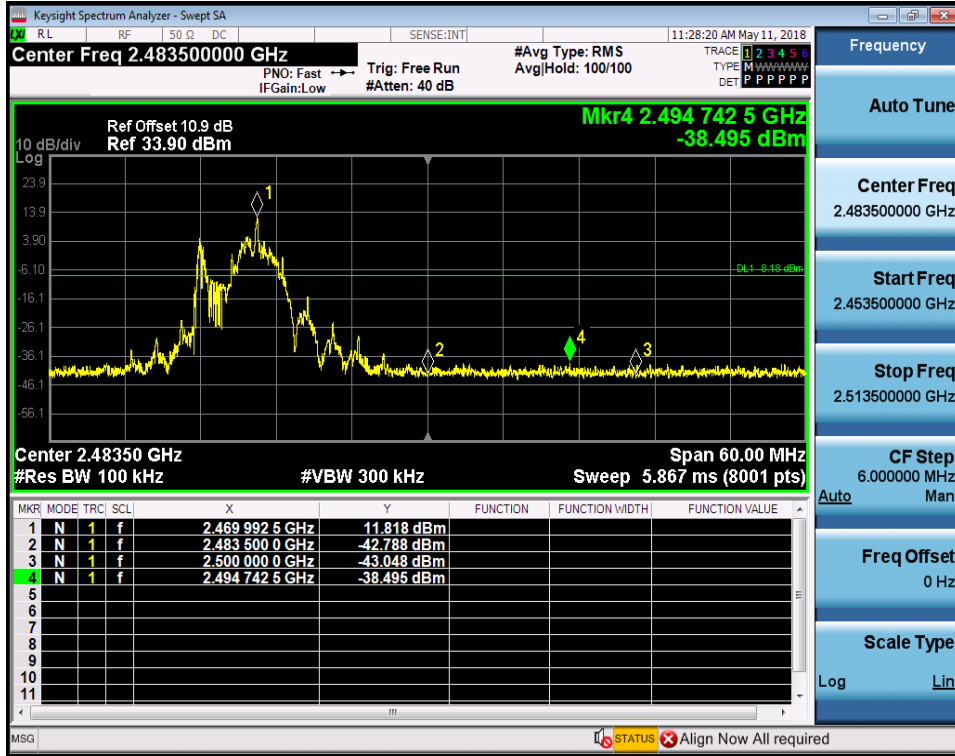 Keysight Spectrum Analyzer - Swept SA
LXI RL RF 50 Ω DC SENSE:INT 11:28:20 AM May 11, 2018
Center Freq 2.483500000 GHz
PNO: Fast
IFGain:Low
Trig: Free Run
#Atten: 40 dB
#Avg Type: RMS
Avg|Hold: 100/100
TRACE 1 2 3 4 5 6
TYPE M W W W W W
DET P P P P P P
Ref Offset 10.9 dB
10 dB/div Ref 33.90 dBm
Log
Mkr4 2.494 742 5 GHz
-38.495 dBm
23.9
13.9
3.90
-6.10
-16.1
-26.1
-36.1
-46.1
-56.1
1
2
4
3
DL1 -8.18 dBm
Center 2.48350 GHz Span 60.00 MHz
#Res BW 100 kHz #VBW 300 kHz Sweep 5.867 ms (8001 pts)
MKR MODE TRC SCL X Y FUNCTION FUNCTION WIDTH FUNCTION VALUE
1 N 1 f 2.469 992 5 GHz 11.818 dBm
2 N 1 f 2.483 500 0 GHz -42.788 dBm
3 N 1 f 2.500 000 0 GHz -43.048 dBm
4 N 1 f 2.494 742 5 GHz -38.495 dBm
5
6
7
8
9
10
11
MSG STATUS Align Now All required
Frequency
Auto Tune
Center Freq
2.483500000 GHz
Start Freq
2.453500000 GHz
Stop Freq
2.513500000 GHz
CF Step
6.000000 MHz
Auto Man
Freq Offset
0 Hz
Scale Type
Log Lin